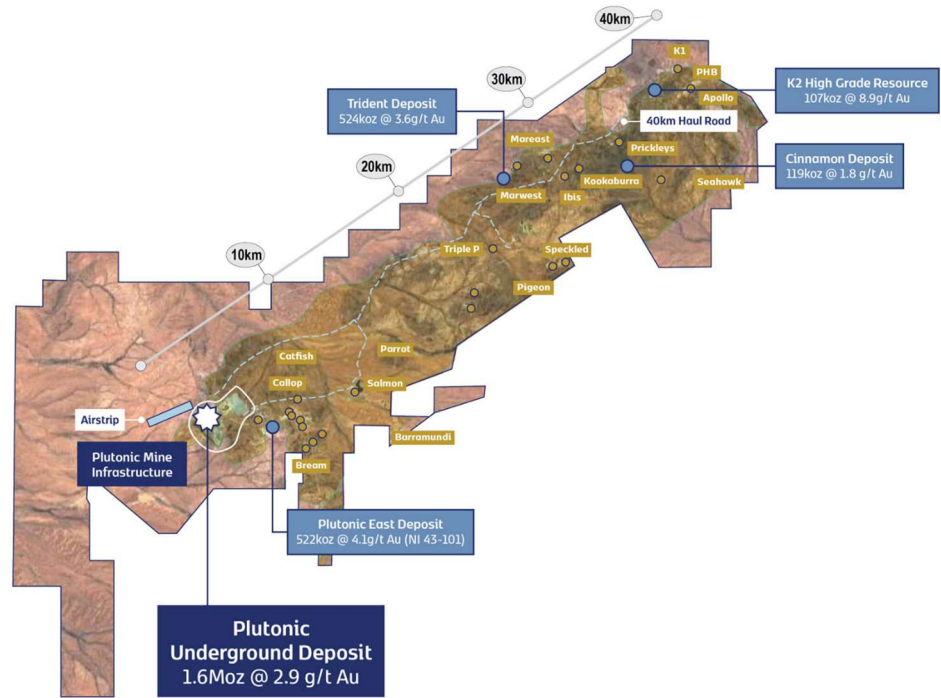 40km
K1
30km
PHB
K2 High Grade Resource
107koz @ 8.9g/t Au
Apollo
Trident Deposit
524koz @ 3.6g/t Au
40km Haul Road
Mareast
Prickleys
20km
Cinnamon Deposit
119koz @ 1.8 g/t Au
Kookaburra
Seahawk
Marwest
Ibis
10km
Triple P
Speckled
Pigeon
Parrot
Catfish
Callop
Salmon
Airstrip
Barramundi
Plutonic Mine
Infrastructure
Bream
Plutonic East Deposit
522koz @ 4.1g/t Au (NI 43-101)
Plutonic
Underground Deposit
1.6Moz @ 2.9 g/t Au